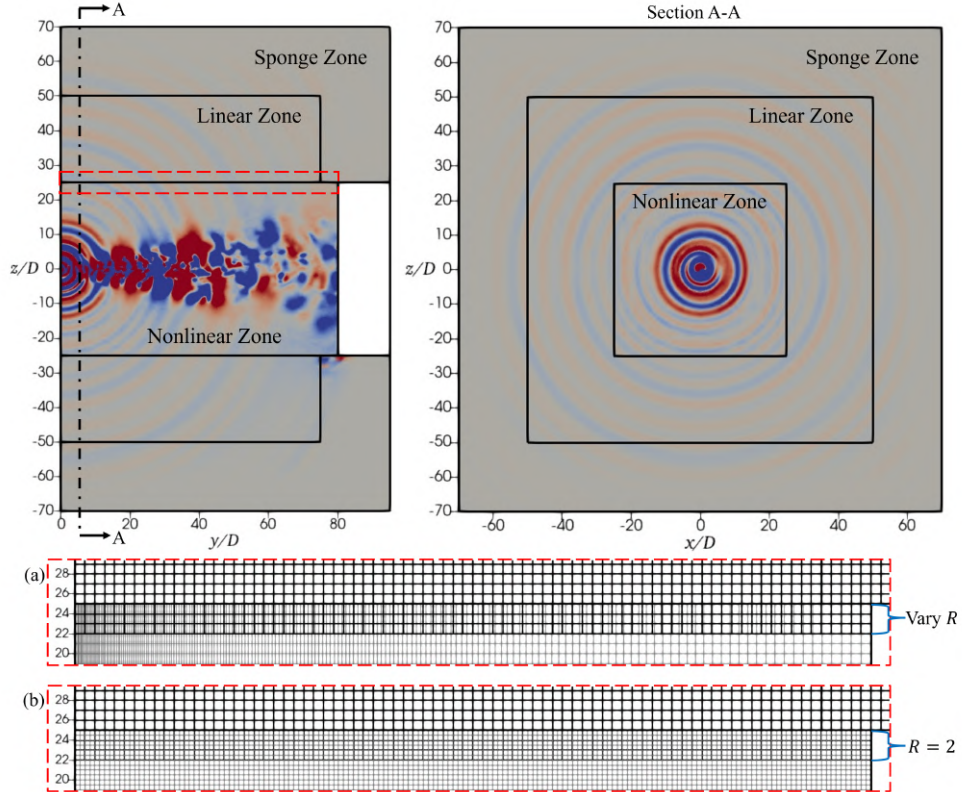 A
Section A-A
70
60
50
40
30
20
10
z/D 0
-10
-20
-30
-40
-50
-60
-70
Sponge Zone
Linear Zone
Nonlinear Zone
0 20 40 60 80
A
y/D
70
60
50
40
30
20
10
z/D 0
-10
-20
-30
-40
-50
-60
-70
Sponge Zone
Linear Zone
Nonlinear Zone
-60 -40 -20 0 20 40 60
x/D
(a)
28
26
24
22
20
Vary R
(b)
28
26
24
22
20
R = 2